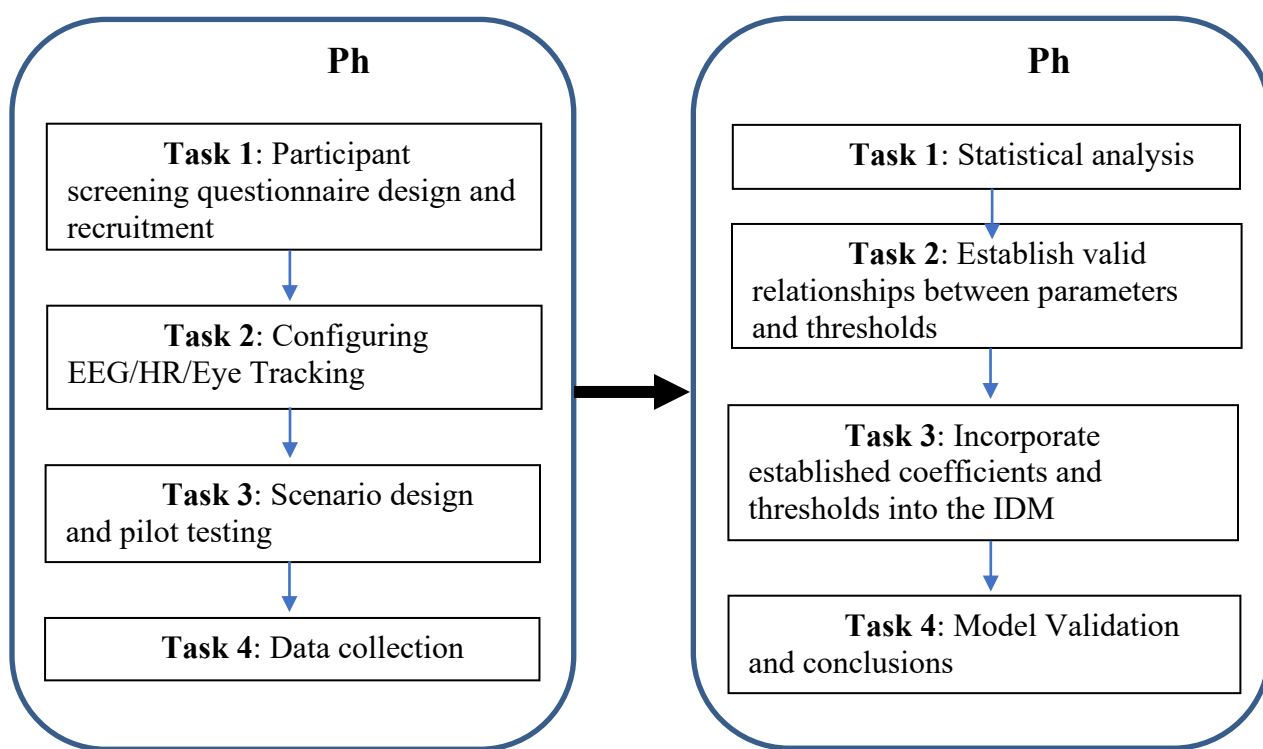 Ph
Task 1: Participant
screening questionnaire design and
recruitment
Task 2: Configuring
EEG/HR/Eye Tracking
Task 3: Scenario design
and pilot testing
Task 4: Data collection
Ph
Task 1: Statistical analysis
Task 2: Establish valid
relationships between parameters
and thresholds
Task 3: Incorporate
established coefficients and
thresholds into the IDM
Task 4: Model Validation
and conclusions